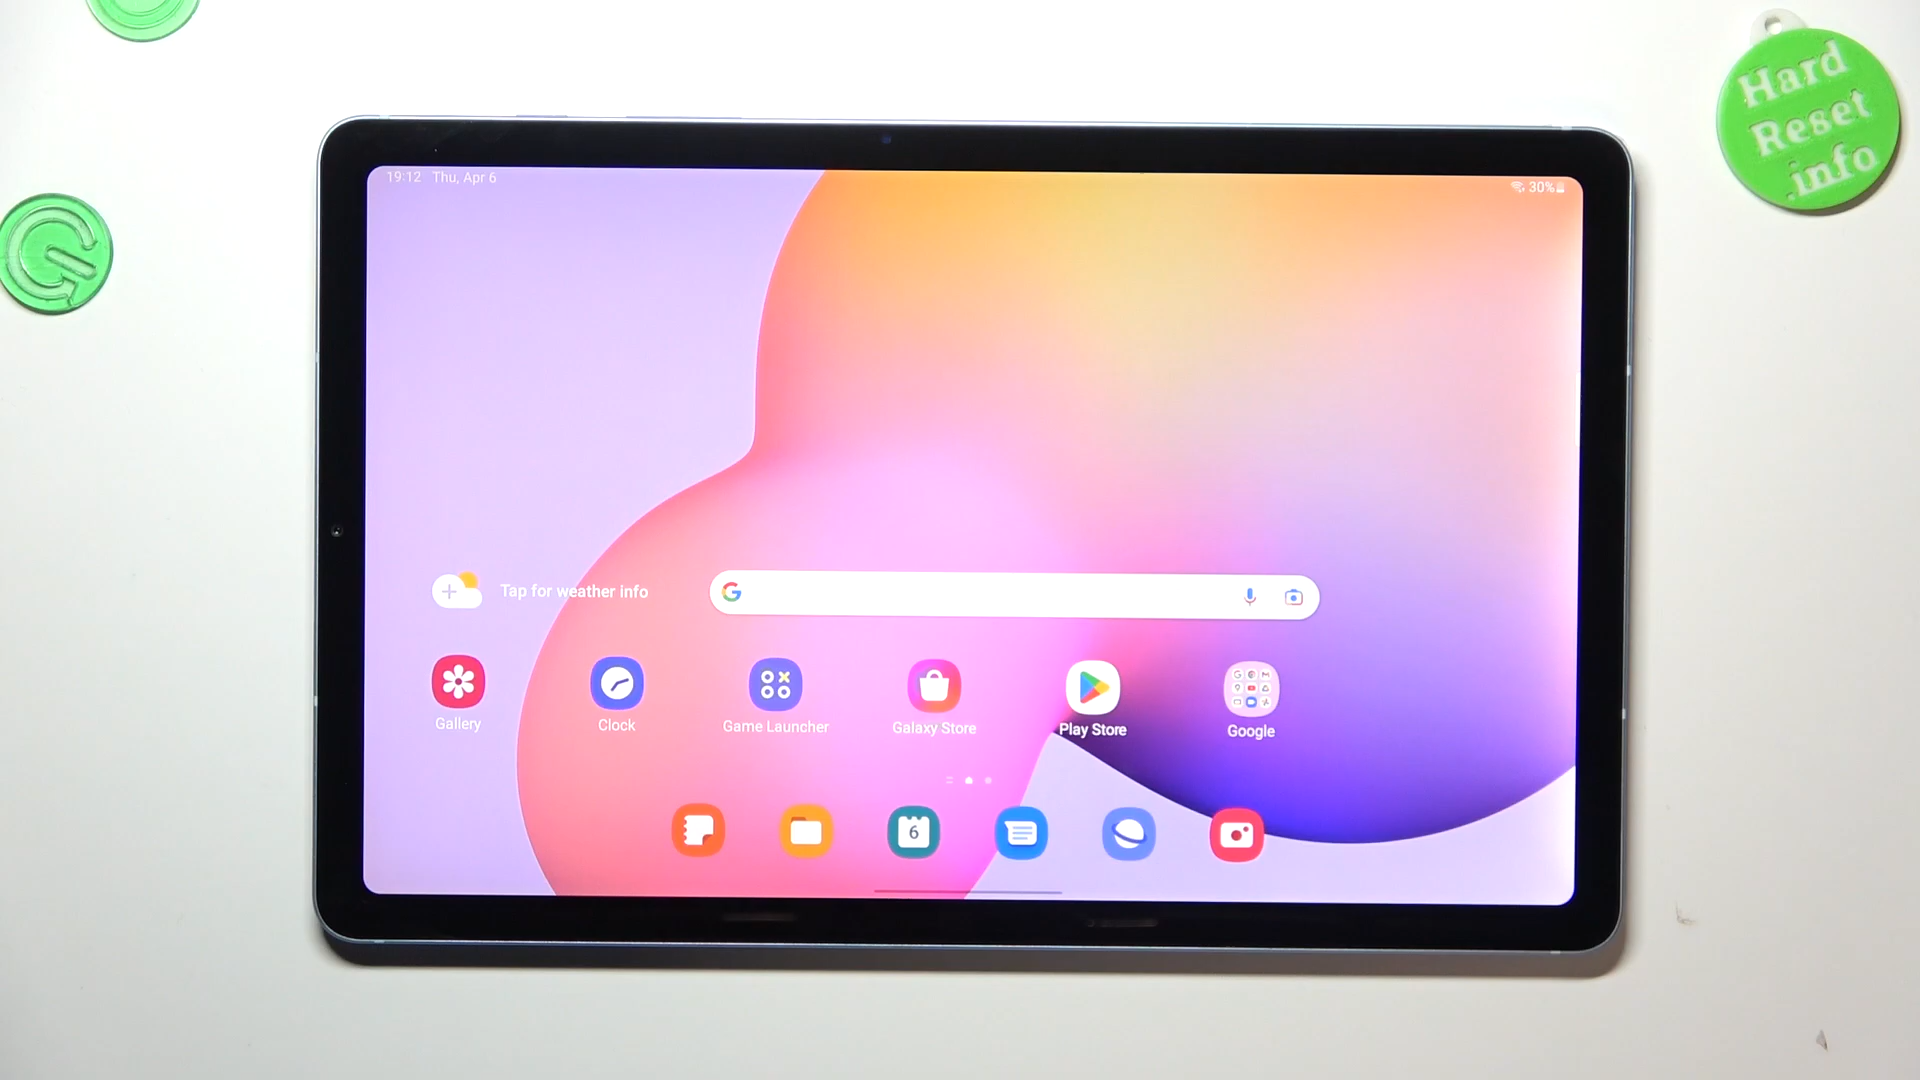 Hard
Reset
.info
19:12 Thu, Apr 6
30%
Tap for weather info
G
Gallery
Clock
Game Launcher
Galaxy Store
Play Store
Google
6